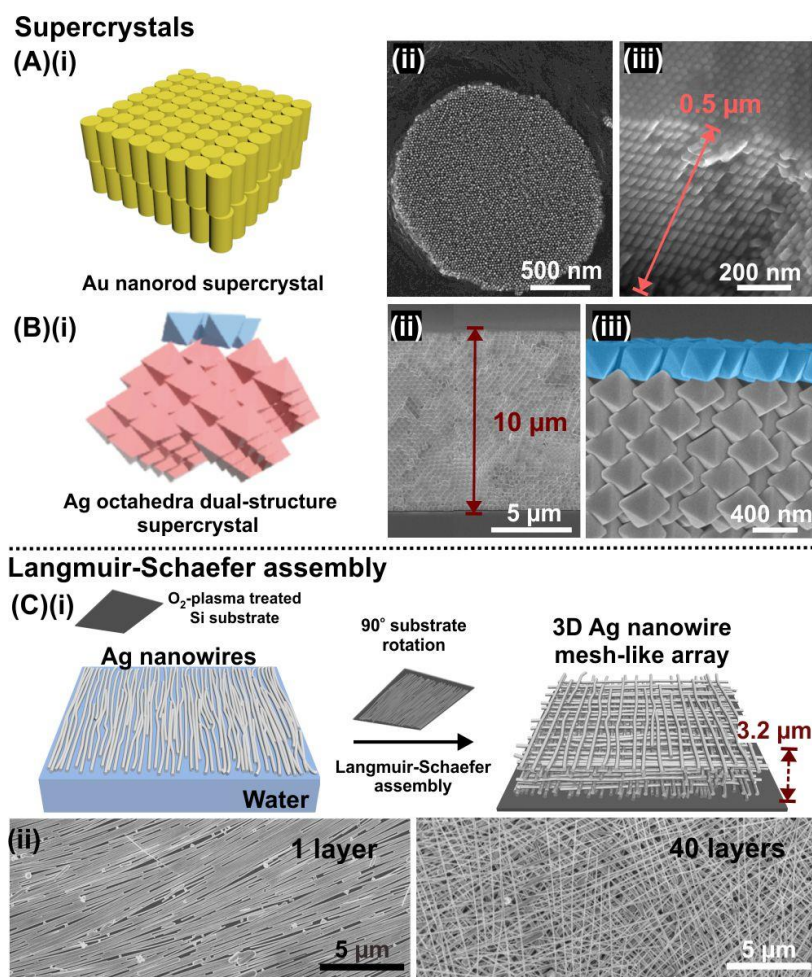 Supercrystals
(A)(i)
(ii)
(iii)
0.5 µm
500 nm
200 nm
Au nanorod supercrystal
(B)(i)
(ii)
(iii)
10 µm
5 µm
400 nm
Ag octahedra dual-structure
supercrystal
Langmuir-Schaefer assembly
(C)(i)
O₂-plasma treated
Si substrate
Ag nanowires
90° substrate
rotation
3D Ag nanowire
mesh-like array
3.2 µm
Langmuir-Schaefer
assembly
Water
(ii)
1 layer
40 layers
5 µm
5 µm